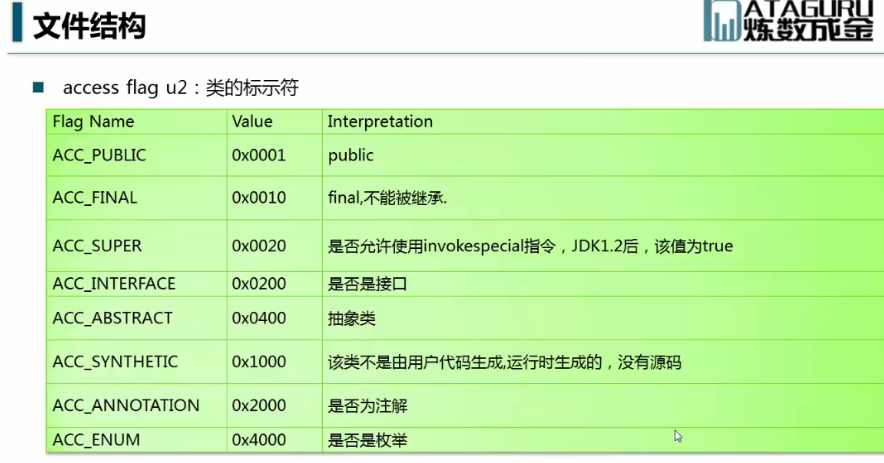 文件结构
ATAGURU
炼数成金
access flag u2：类的标示符
Flag Name Value Interpretation
ACC_PUBLIC 0x0001 public
ACC_FINAL 0x0010 final,不能被继承.
ACC_SUPER 0x0020 是否允许使用invokespecial指令，JDK1.2后，该值为true
ACC_INTERFACE 0x0200 是否是接口
ACC_ABSTRACT 0x0400 抽象类
ACC_SYNTHETIC 0x1000 该类不是由用户代码生成,运行时生成的，没有源码
ACC_ANNOTATION 0x2000 是否为注解
ACC_ENUM 0x4000 是否是枚举